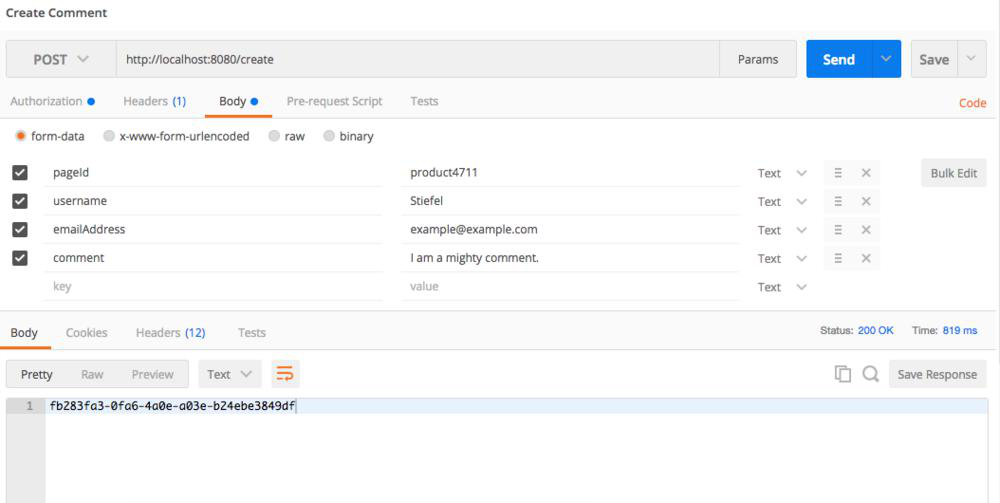 Create Comment
POST http://localhost:8080/create Params Send Save
Authorization Headers (1) Body Pre-request Script Tests Code
form-data x-www-form-urlencoded raw binary
pageId product4711 Text Bulk Edit
username Stiefel Text
emailAddress example@example.com Text
comment I am a mighty comment. Text
key value Text
Body Cookies Headers (12) Tests Status: 200 OK Time: 819 ms
Pretty Raw Preview Text Save Response
1 fb283fa3-0fa6-4a0e-a03e-b24ebe3849df